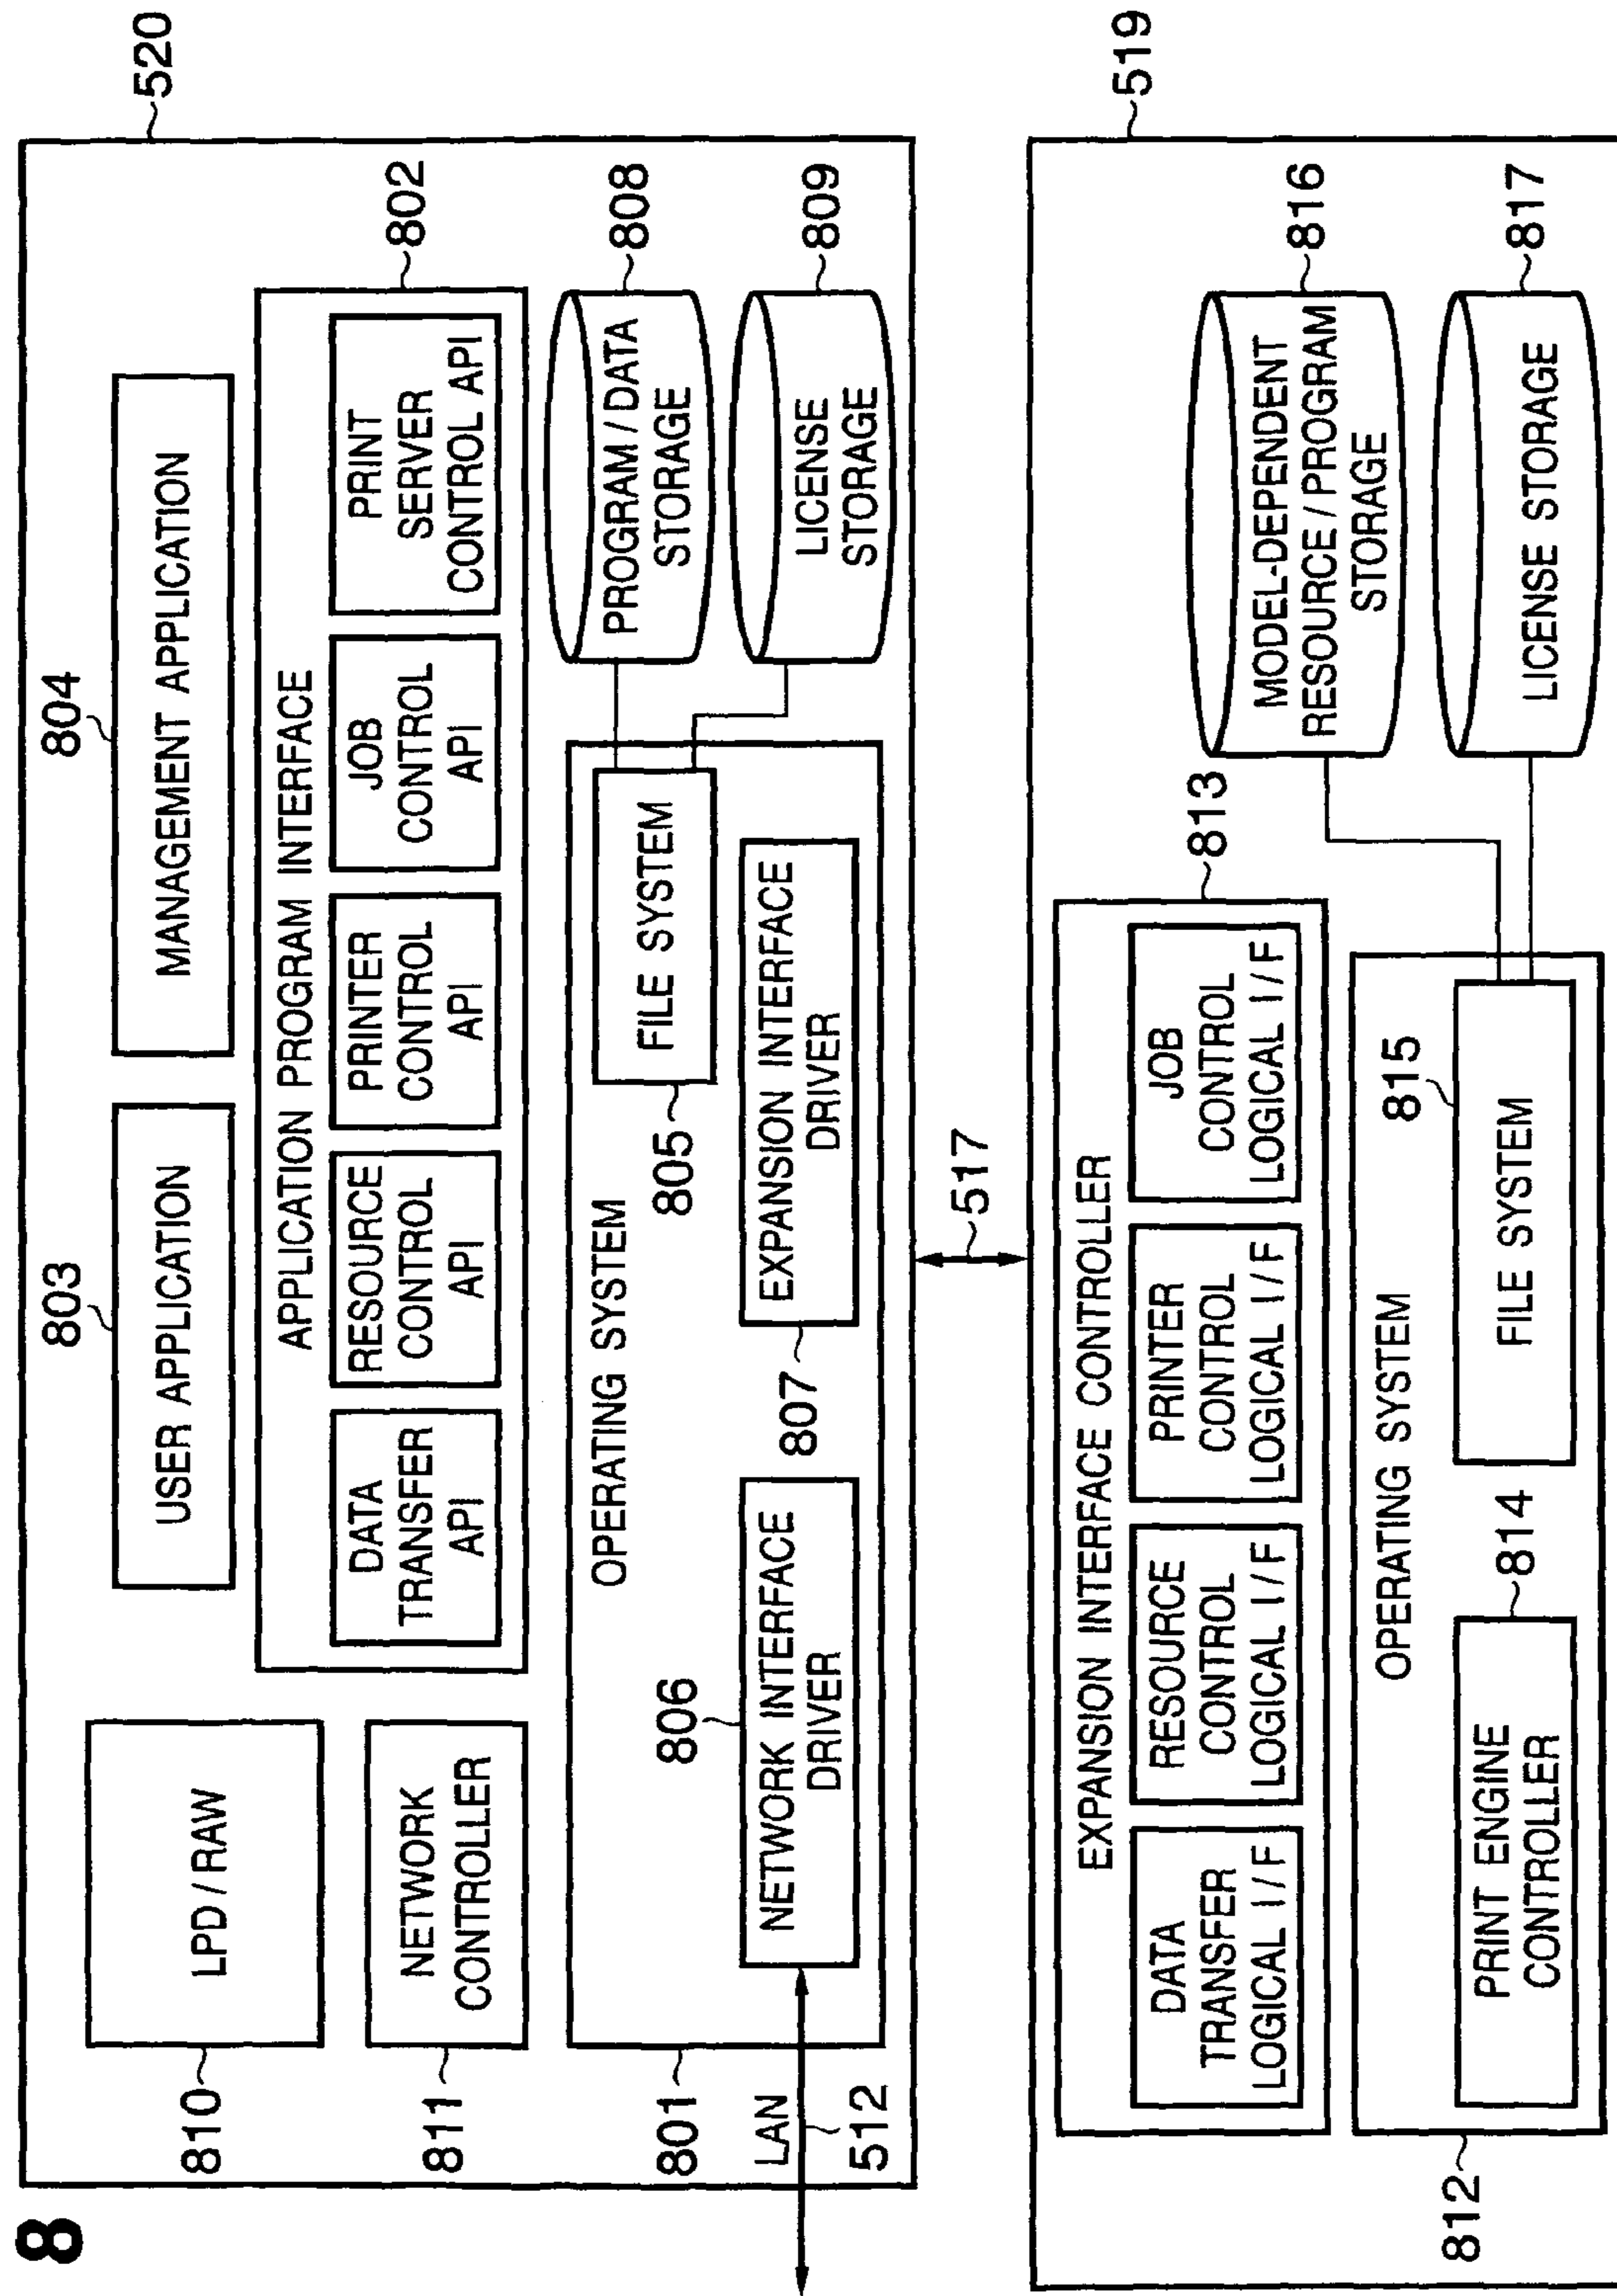 8
520
804
MANAGEMENT APPLICATION
803
USER APPLICATION
LPD / RAW
810
802
APPLICATION PROGRAM INTERFACE
DATA
TRANSFER
API
RESOURCE
CONTROL
API
PRINTER
CONTROL
API
JOB
CONTROL
API
PRINT
SERVER
CONTROL API
NETWORK
CONTROLLER
811
OPERATING SYSTEM
801
FILE SYSTEM
805
PROGRAM / DATA
STORAGE
808
LICENSE
STORAGE
809
806
NETWORK INTERFACE
DRIVER
807
EXPANSION INTERFACE
DRIVER
LAN
512
517
519
EXPANSION INTERFACE CONTROLLER
813
DATA
TRANSFER
LOGICAL I / F
RESOURCE
CONTROL
LOGICAL I / F
PRINTER
CONTROL
LOGICAL I / F
JOB
CONTROL
LOGICAL I / F
MODEL-DEPENDENT
RESOURCE / PROGRAM
STORAGE
816
OPERATING SYSTEM
812
PRINT ENGINE
CONTROLLER
814
FILE SYSTEM
815
LICENSE STORAGE
817